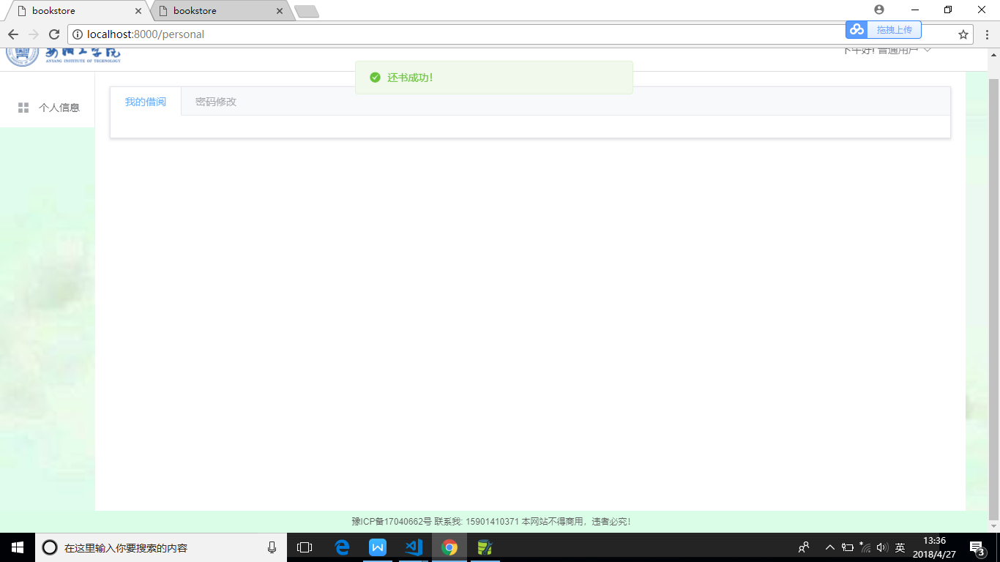 bookstore
bookstore
localhost:8000/personal
拖拽上传
ANYANG INSTITUTE OF TECHNOLOGY
下午好! 普通用户
还书成功!
个人信息
我的借阅
密码修改
豫ICP备17040662号 联系我: 15901410371 本网站不得商用，违者必究!
在这里输入你要搜索的内容
英
13:36
2018/4/27
3